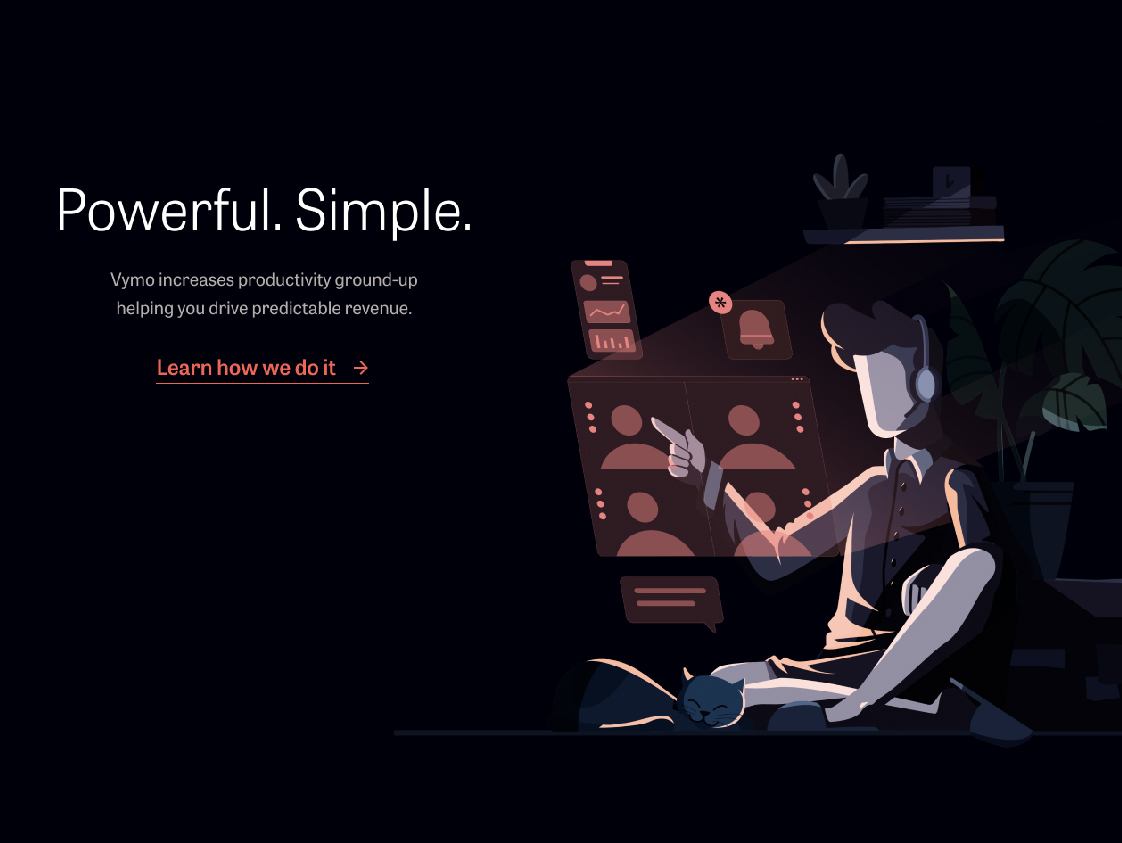 Powerful. Simple.
Vymo increases productivity ground-up
helping you drive predictable revenue.
Learn how we do it →